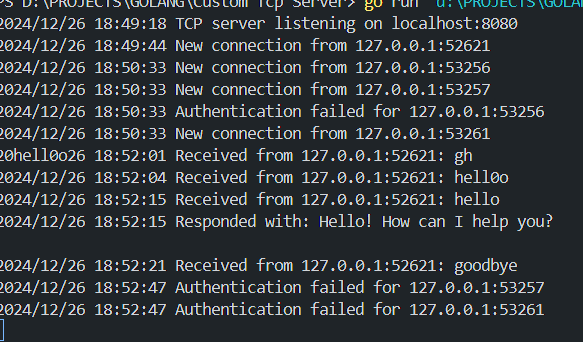 PS D:\PROJECTS\GOLANG\Custom Tcp Server> go run "d:\PROJECTS\GOLAN
2024/12/26 18:49:18 TCP server listening on localhost:8080
2024/12/26 18:49:44 New connection from 127.0.0.1:52621
2024/12/26 18:50:33 New connection from 127.0.0.1:53256
2024/12/26 18:50:33 New connection from 127.0.0.1:53257
2024/12/26 18:50:33 Authentication failed for 127.0.0.1:53256
2024/12/26 18:50:33 New connection from 127.0.0.1:53261
20hell0o26 18:52:01 Received from 127.0.0.1:52621: gh
2024/12/26 18:52:04 Received from 127.0.0.1:52621: hell0o
2024/12/26 18:52:15 Received from 127.0.0.1:52621: hello
2024/12/26 18:52:15 Responded with: Hello! How can I help you?
2024/12/26 18:52:21 Received from 127.0.0.1:52621: goodbye
2024/12/26 18:52:47 Authentication failed for 127.0.0.1:53257
2024/12/26 18:52:47 Authentication failed for 127.0.0.1:53261